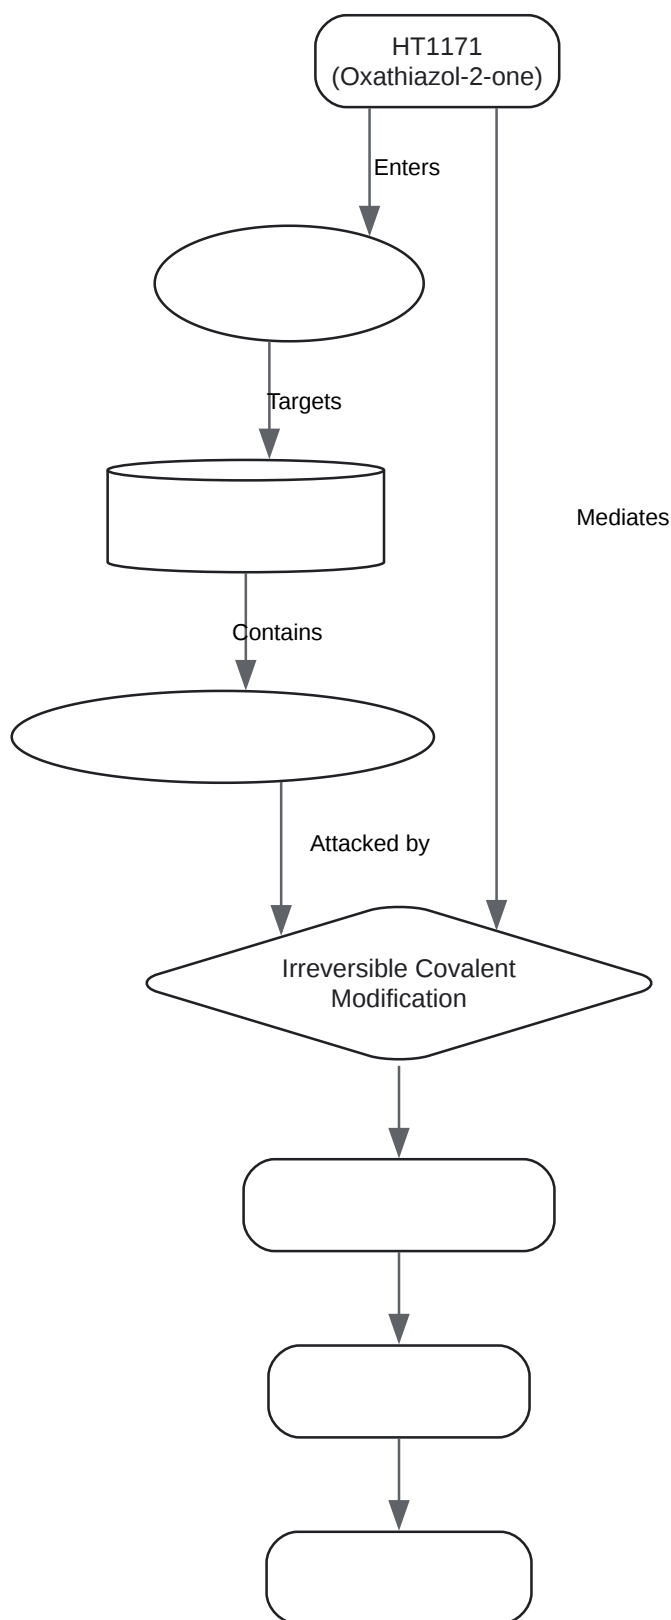 HT1171
(Oxathiazol-2-one)
Enters
Targets
Mediates
Contains
Attacked by
Irreversible Covalent
Modification